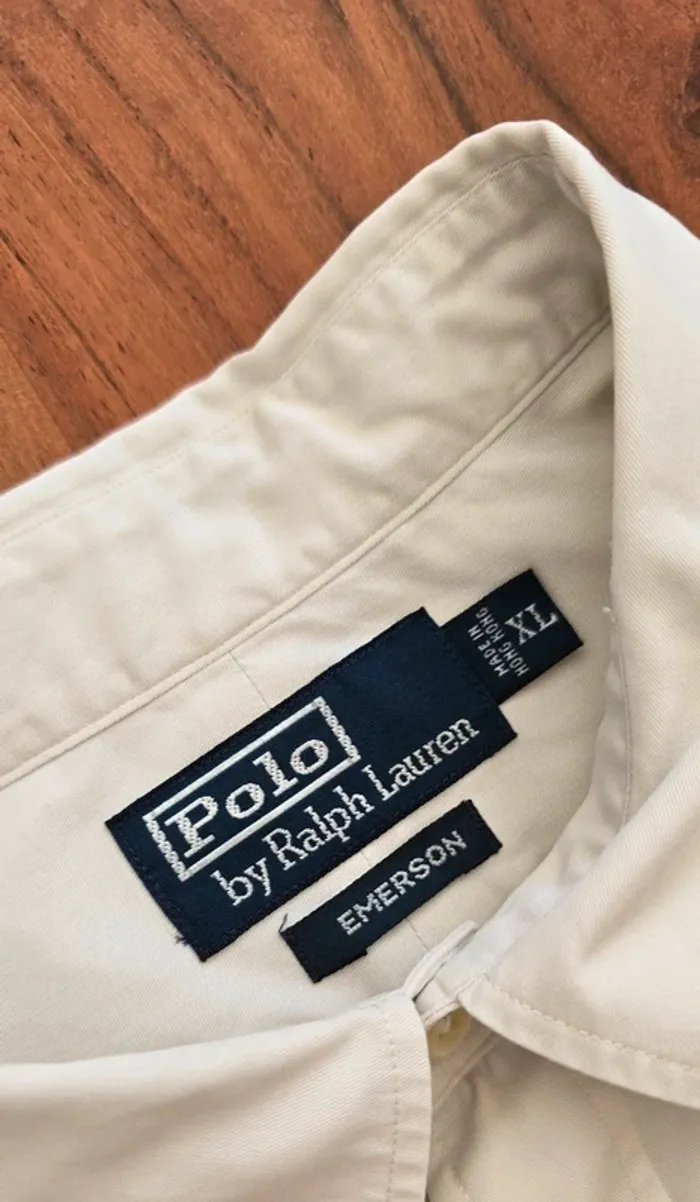 Polo
by Ralph Lauren
XL
MADE IN
HONG KONG
EMERSON